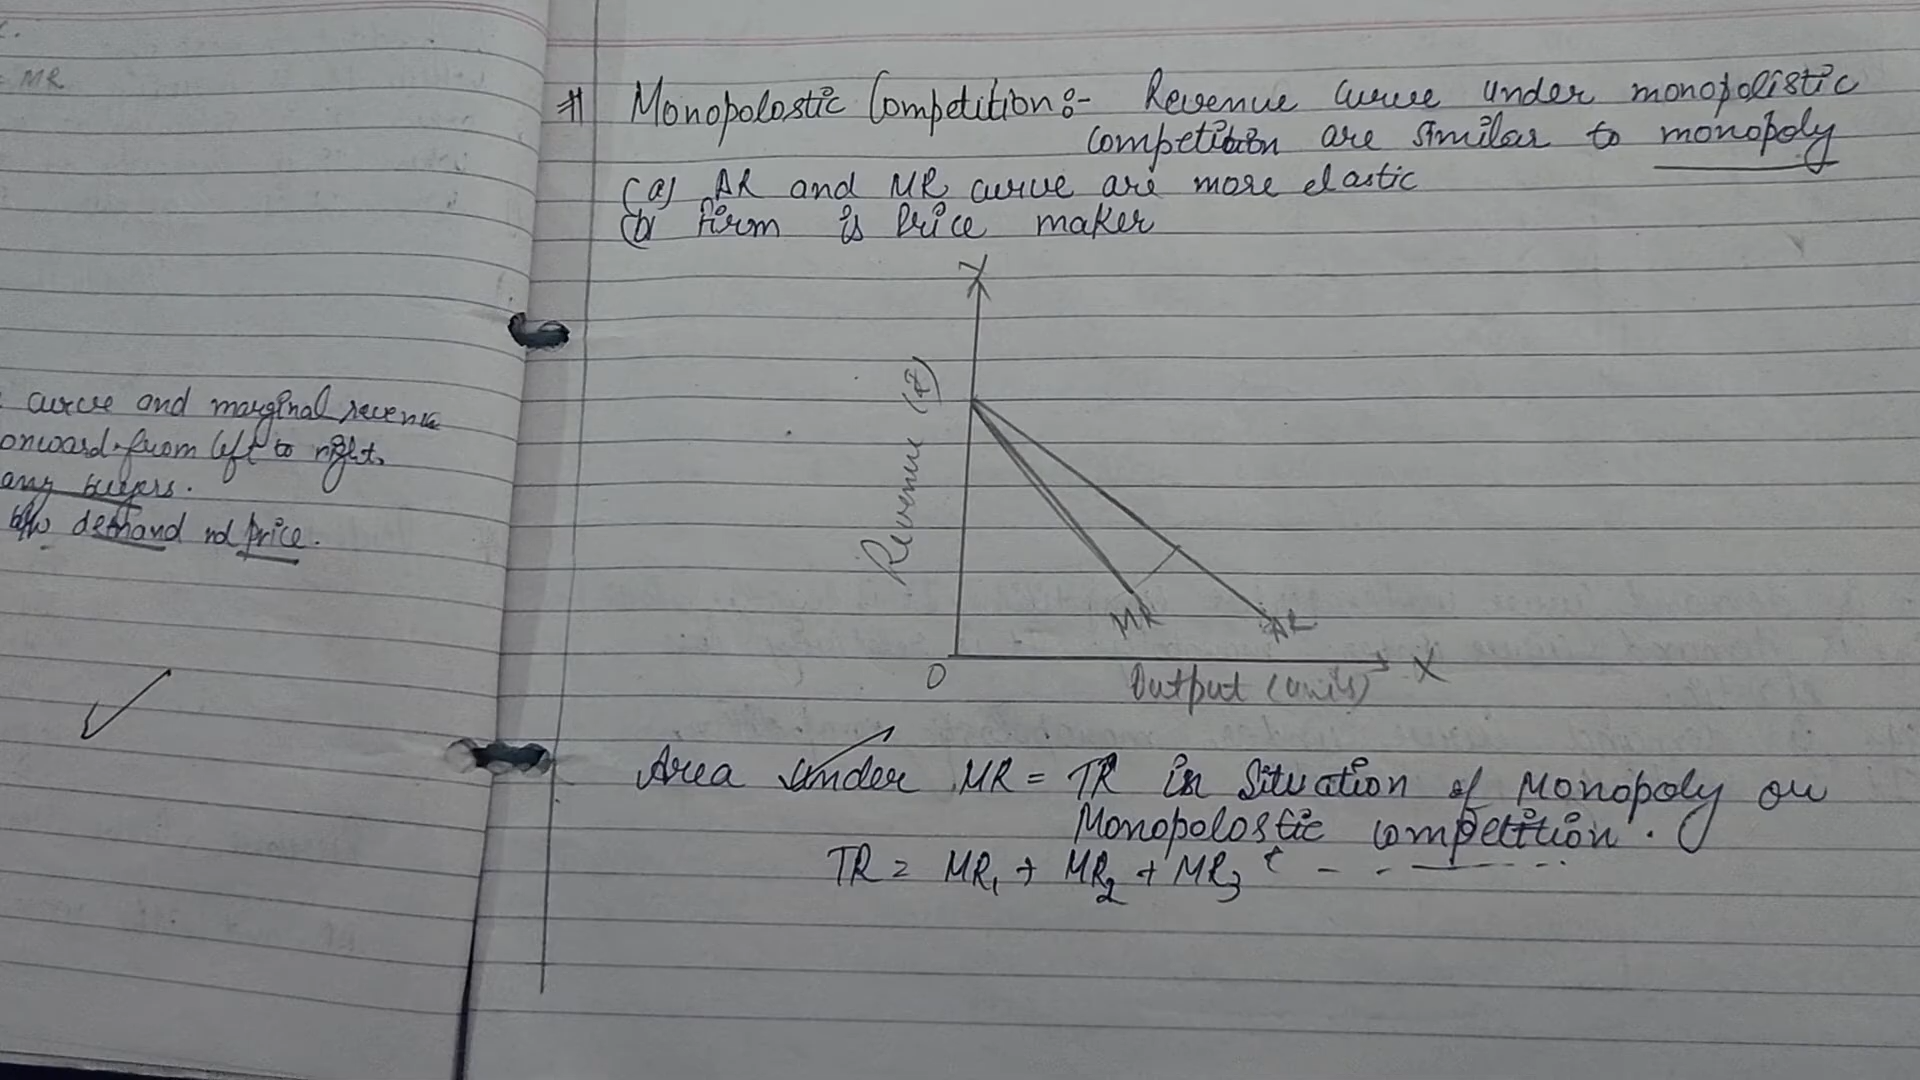 MR
curve and marginal revenue
onward from left to right.
any buyers.
b/w demand nd price.
# Monopolostic Competition:- Revenue curve under monopolistic
competition are similar to monopoly
(a) AR and MR curve are more elastic
(b) Firm is Price maker
Y
Revenue (₹)
MR
AR
O
X
Output (units)
Area under MR = TR in Situation of Monopoly or
Monopolostic competition.
TR = MR1 + MR2 + MR3 + - - - - -